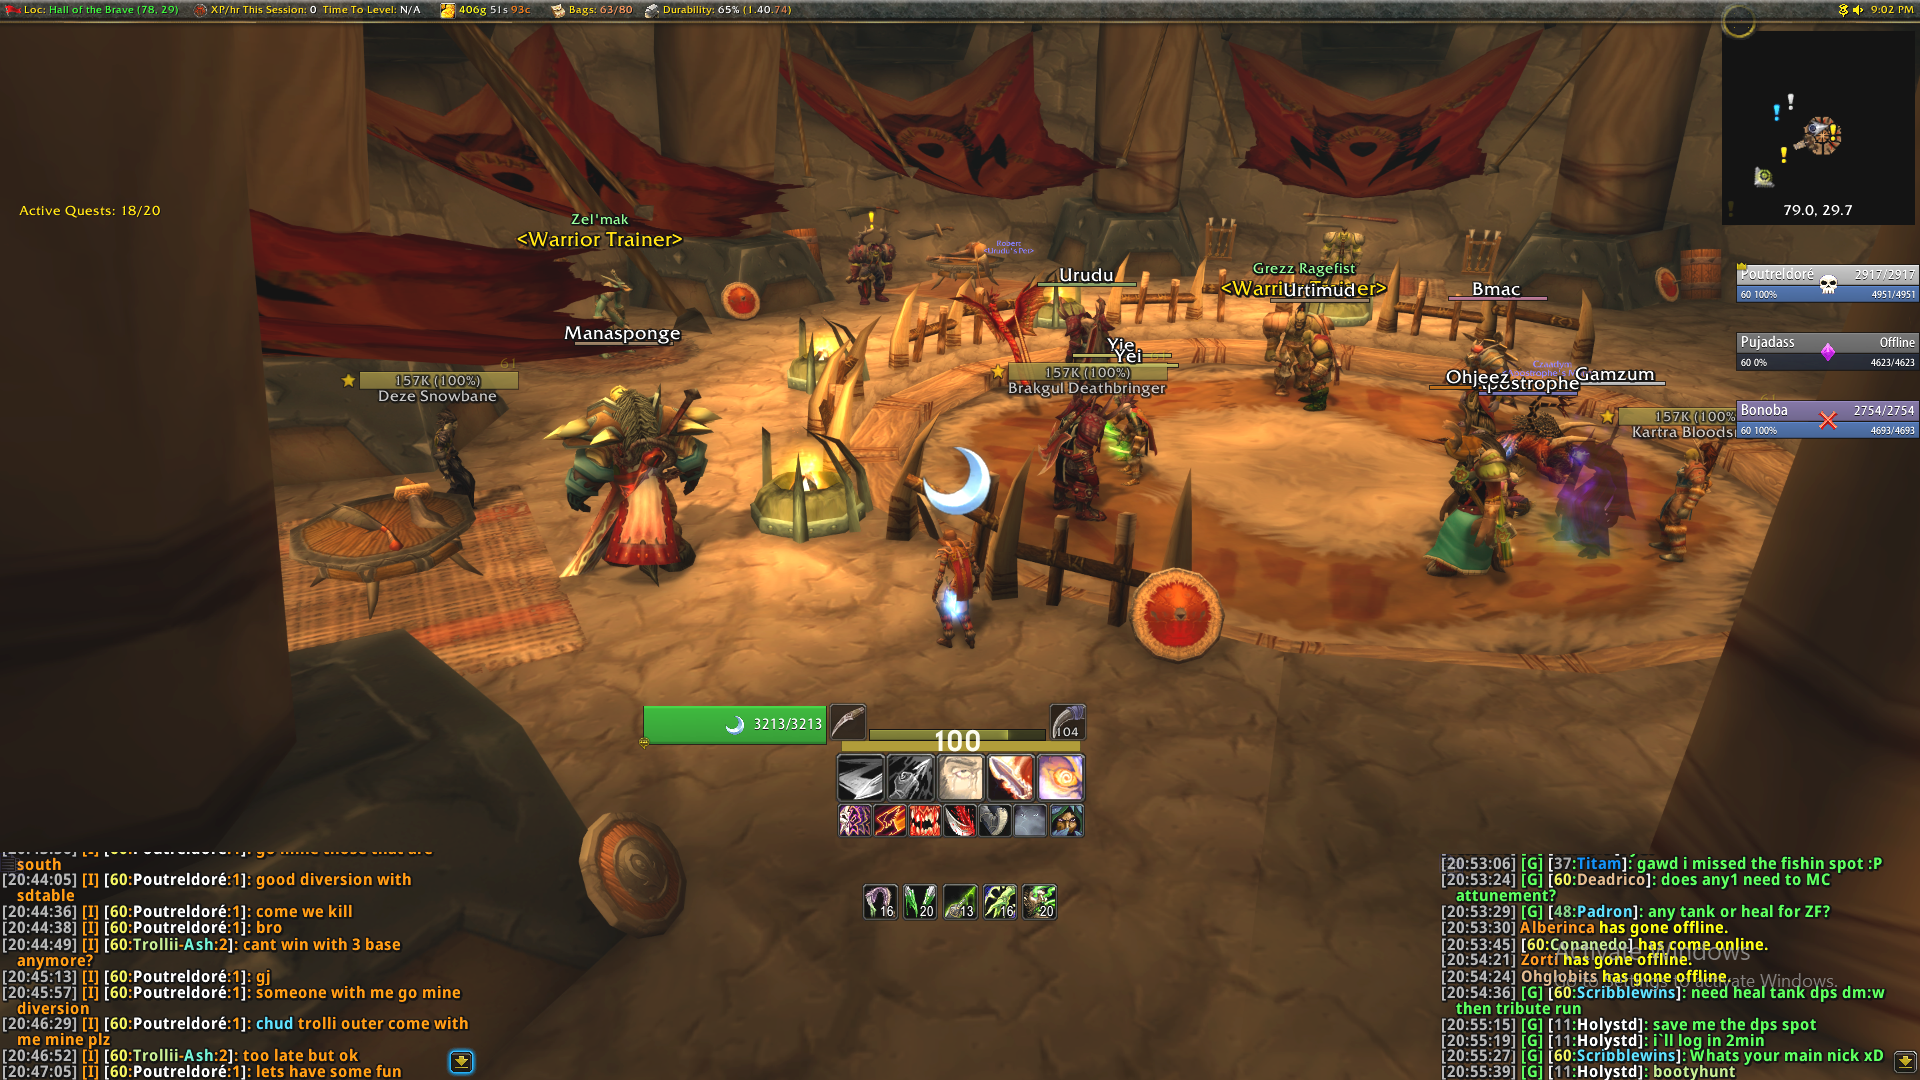 Loc: Hall of the Brave (78, 29) XP/hr This Session: 0 Time To Level: N/A 406g 51s 93c Bags: 63/80 Durability: 65% (1.40.74) 9:02 PM
Active Quests: 18/20
79.0, 29.7
Zel'mak
<Warrior Trainer>
Manasponge
61
157K (100%)
Deze Snowbane
Robert
Urudu
Yie
Yei
157K (100%)
Brakgul Deathbringer
Grezz Ragefist
Urtimud
Bmac
Ohjeez
Apostrophe
Gamzum
157K (100%
Kartra Bloods
Poutreldoré 2917/2917
60 100% 4951/4951
Pujadass Offline
60 0% 4623/4623
Bonoba 2754/2754
60 100% 4693/4693
3213/3213
100
104
16 20 13 16 20
south
[20:44:05] [I] [60:Poutreldoré:1]: good diversion with
sdtable
[20:44:36] [I] [60:Poutreldoré:1]: come we kill
[20:44:38] [I] [60:Poutreldoré:1]: bro
[20:44:49] [I] [60:Trollii-Ash:2]: cant win with 3 base
anymore?
[20:45:13] [I] [60:Poutreldoré:1]: gj
[20:45:57] [I] [60:Poutreldoré:1]: someone with me go mine
diversion
[20:46:29] [I] [60:Poutreldoré:1]: chud trolli outer come with
me mine plz
[20:46:52] [I] [60:Trollii-Ash:2]: too late but ok
[20:47:05] [I] [60:Poutreldoré:1]: lets have some fun
[20:53:06] [G] [37:Titam]: gawd i missed the fishin spot :P
[20:53:24] [G] [60:Deadrico]: does any1 need to MC
attunement?
[20:53:29] [G] [48:Padron]: any tank or heal for ZF?
[20:53:30] Alberinca has gone offline.
[20:53:45] [60:Conanedo] has come online.
[20:54:21] Zorti has gone offline.
[20:54:24] Ohglobits has gone offline.
[20:54:36] [G] [60:Scribblewins]: need heal tank dps dm:w
then tribute run
[20:55:15] [G] [11:Holystd]: save me the dps spot
[20:55:19] [G] [11:Holystd]: i`ll log in 2min
[20:55:27] [G] [60:Scribblewins]: Whats your main nick xD
[20:55:39] [G] [11:Holystd]: bootyhunt
Activate Windows
Go to Settings to activate Windows.